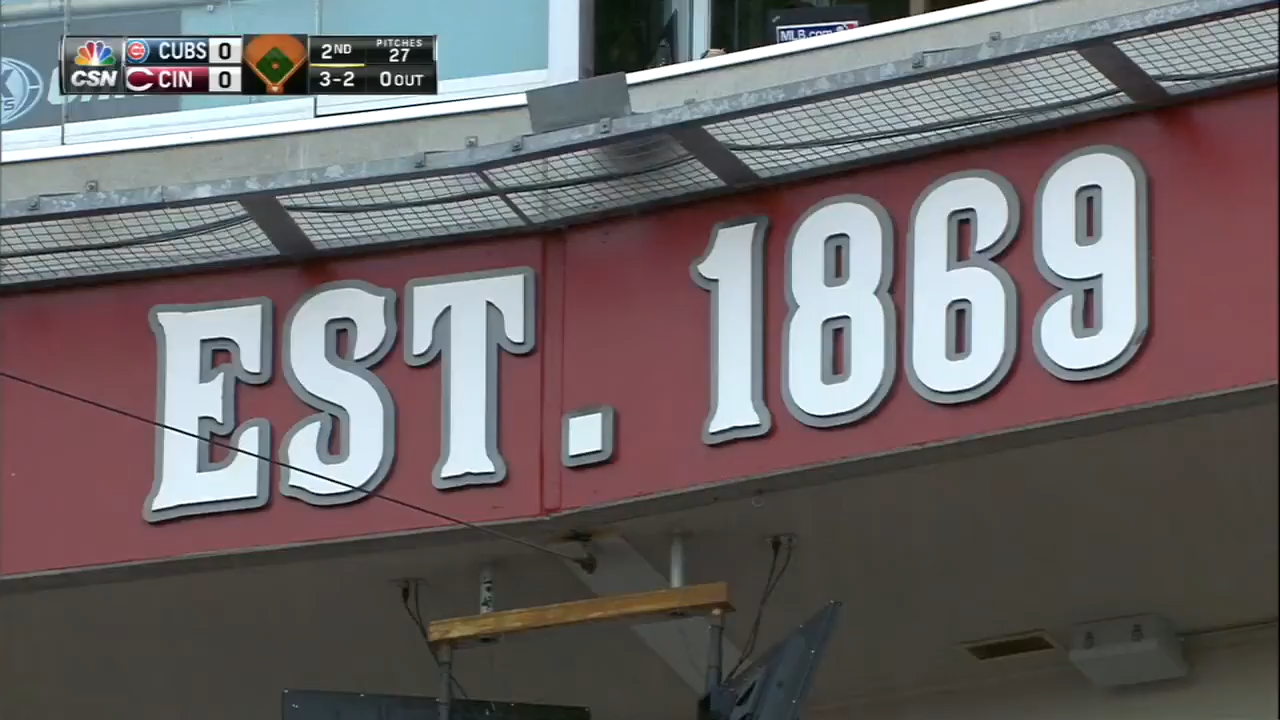 MLB.com
CSN
CUBS 0
CIN 0
2ND
PITCHES
27
3-2
0 OUT
EST. 1869